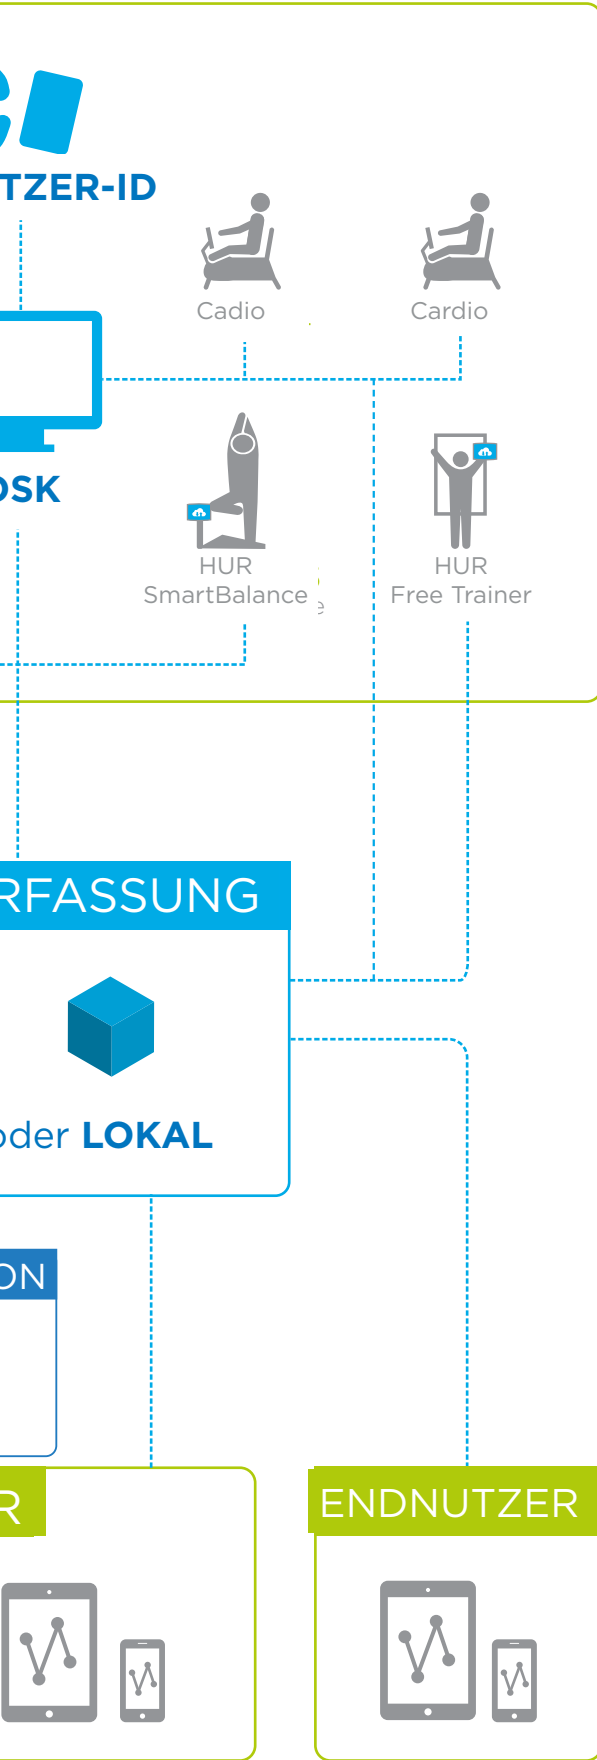 TZER-ID
Cadio
Cardio
OSK
HUR
SmartBalance
e
HUR
Free Trainer
RFASSUNG
oder LOKAL
ON
R
ENDNUTZER